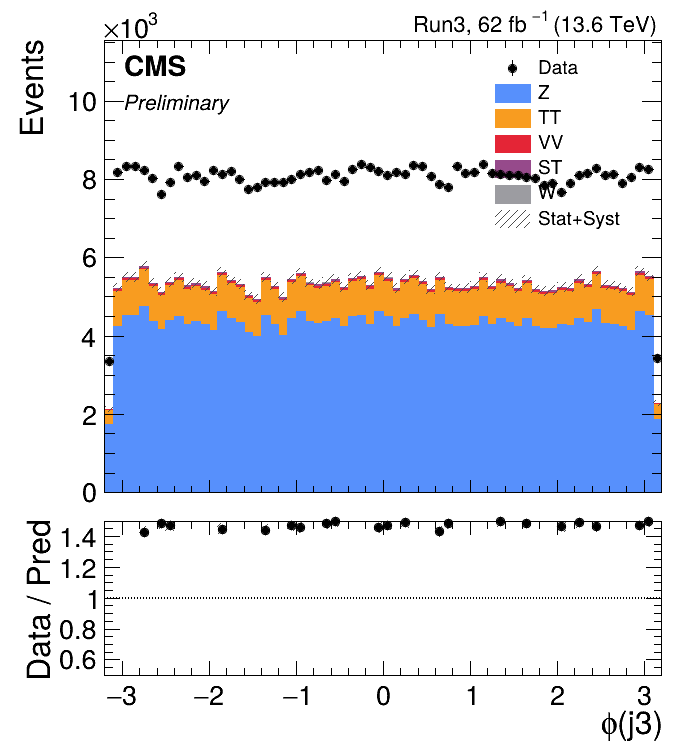 ×10³
Run3, 62 fb⁻¹ (13.6 TeV)
Events
CMS
Preliminary
Data
Z
TT
VV
ST
W
Stat+Syst
10
8
6
4
2
0
Data / Pred
1.4
1.2
1
0.8
0.6
−3 −2 −1 0 1 2 3
ϕ(j3)